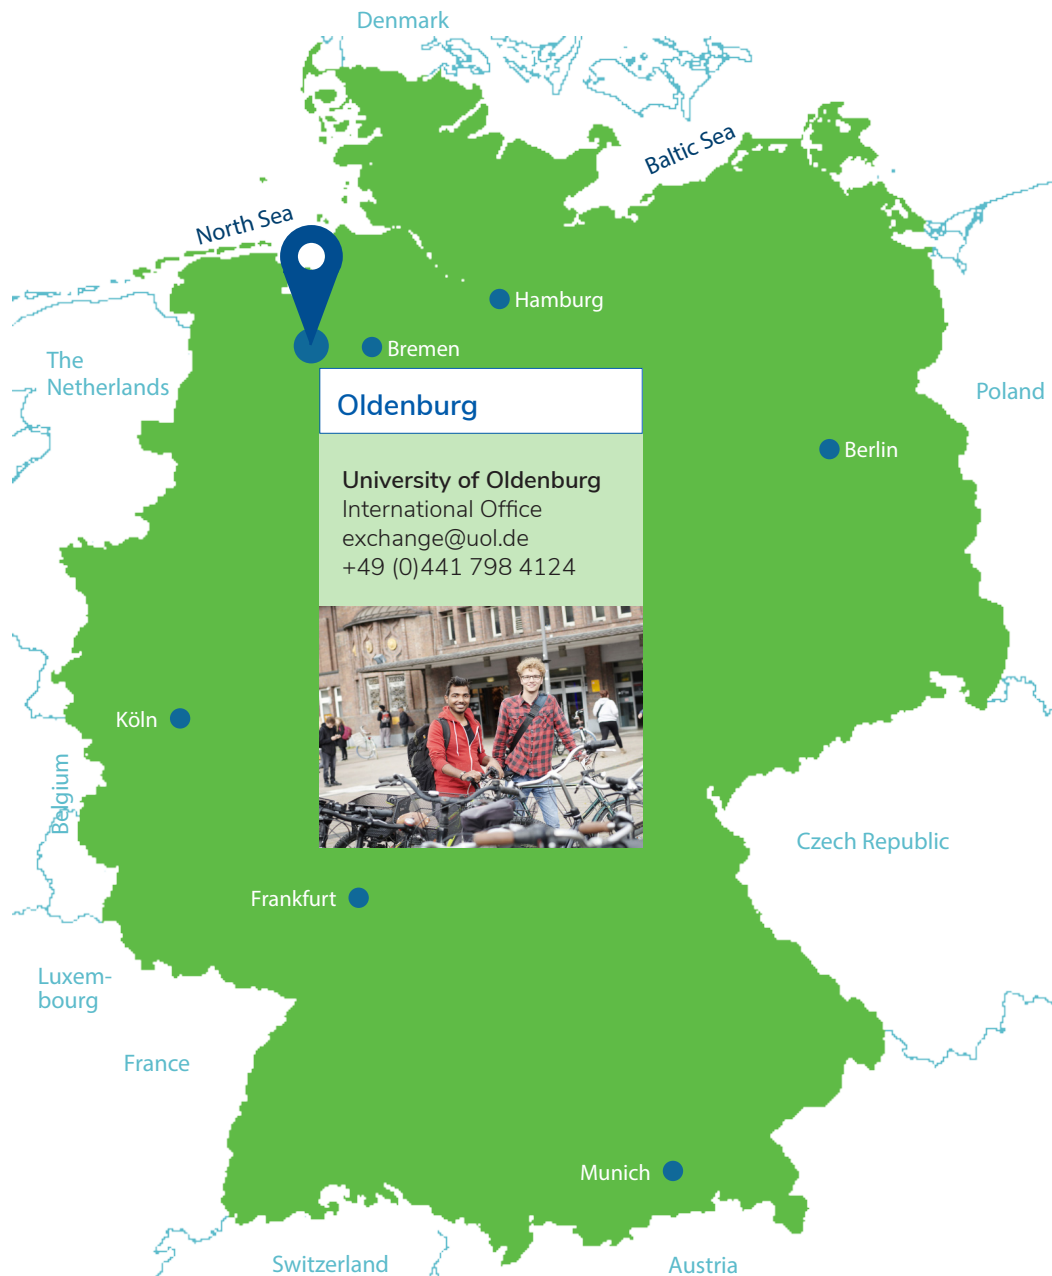 Denmark
Baltic Sea
North Sea
Hamburg
Bremen
The
Netherlands
Poland
Oldenburg
Berlin
University of Oldenburg
International Office
exchange@uol.de
+49 (0)441 798 4124
Köln
Belgium
Czech Republic
Frankfurt
Luxem-
bourg
France
Munich
Switzerland
Austria